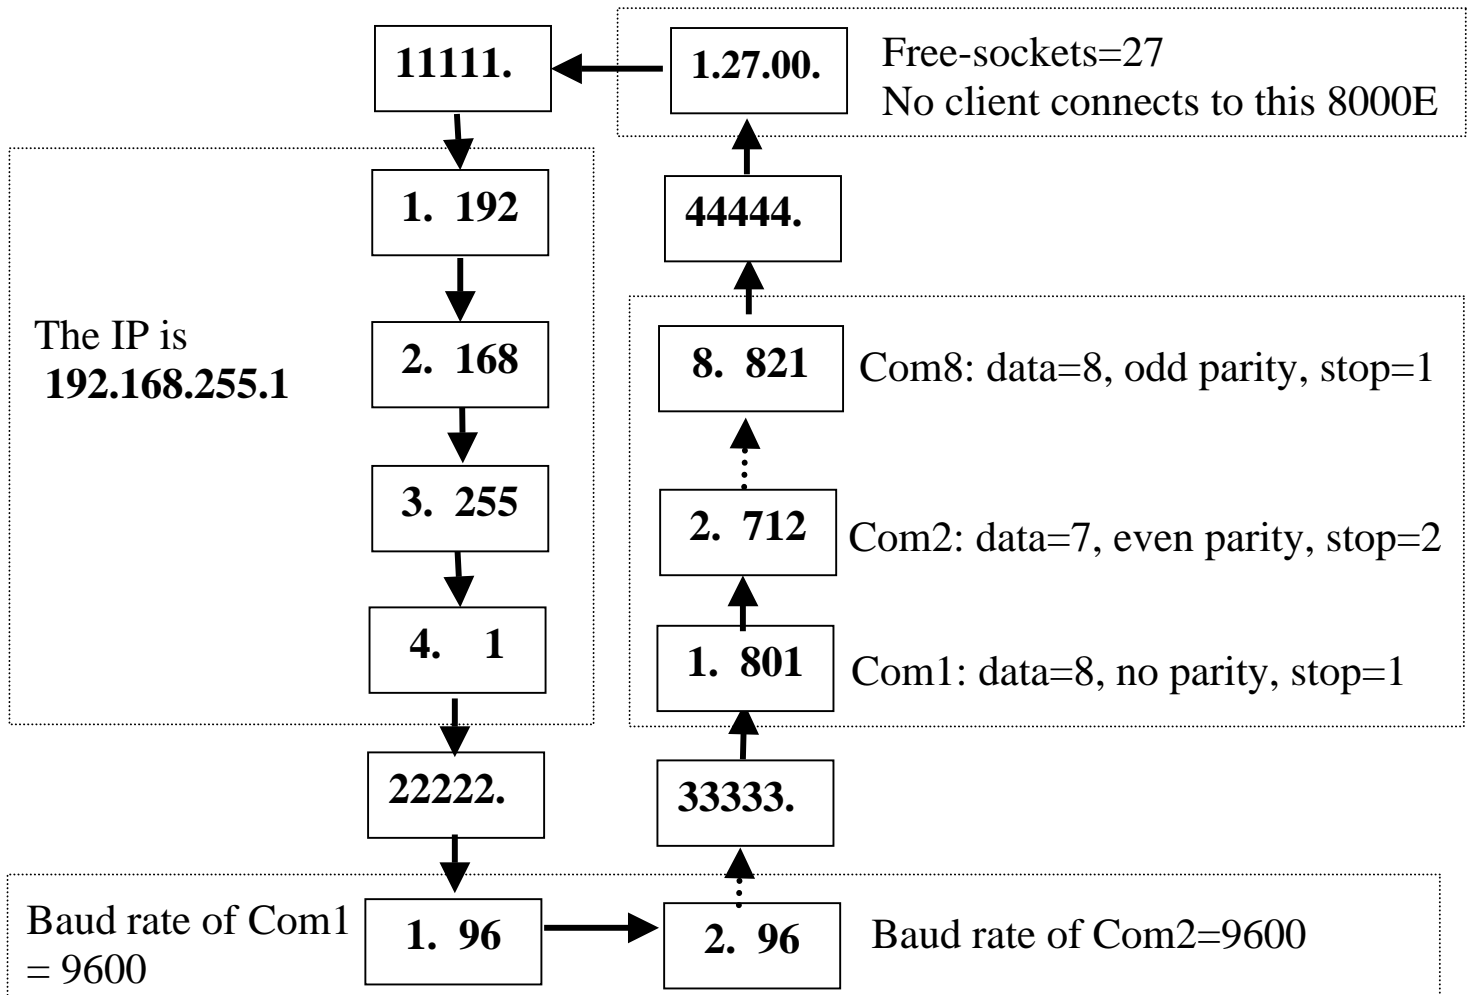 11111.
1.27.00.
Free-sockets=27
No client connects to this 8000E
1. 192
44444.
The IP is
192.168.255.1
2. 168
8. 821
Com8: data=8, odd parity, stop=1
3. 255
2. 712
Com2: data=7, even parity, stop=2
4. 1
1. 801
Com1: data=8, no parity, stop=1
22222.
33333.
Baud rate of Com1
= 9600
1. 96
2. 96
Baud rate of Com2=9600